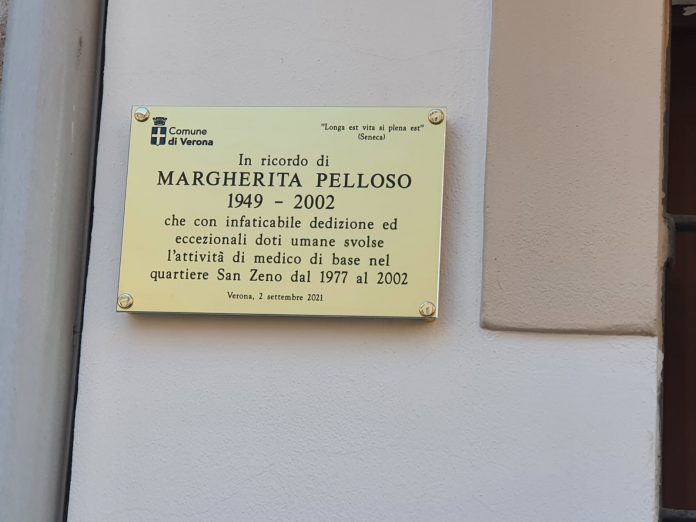 Comune
di Verona
"Longa est vita si plena est"
(Seneca)
In ricordo di
MARGHERITA PELLOSO
1949 - 2002
che con infaticabile dedizione ed
eccezionali doti umane svolse
l'attività di medico di base nel
quartiere San Zeno dal 1977 al 2002
Verona, 2 settembre 2021